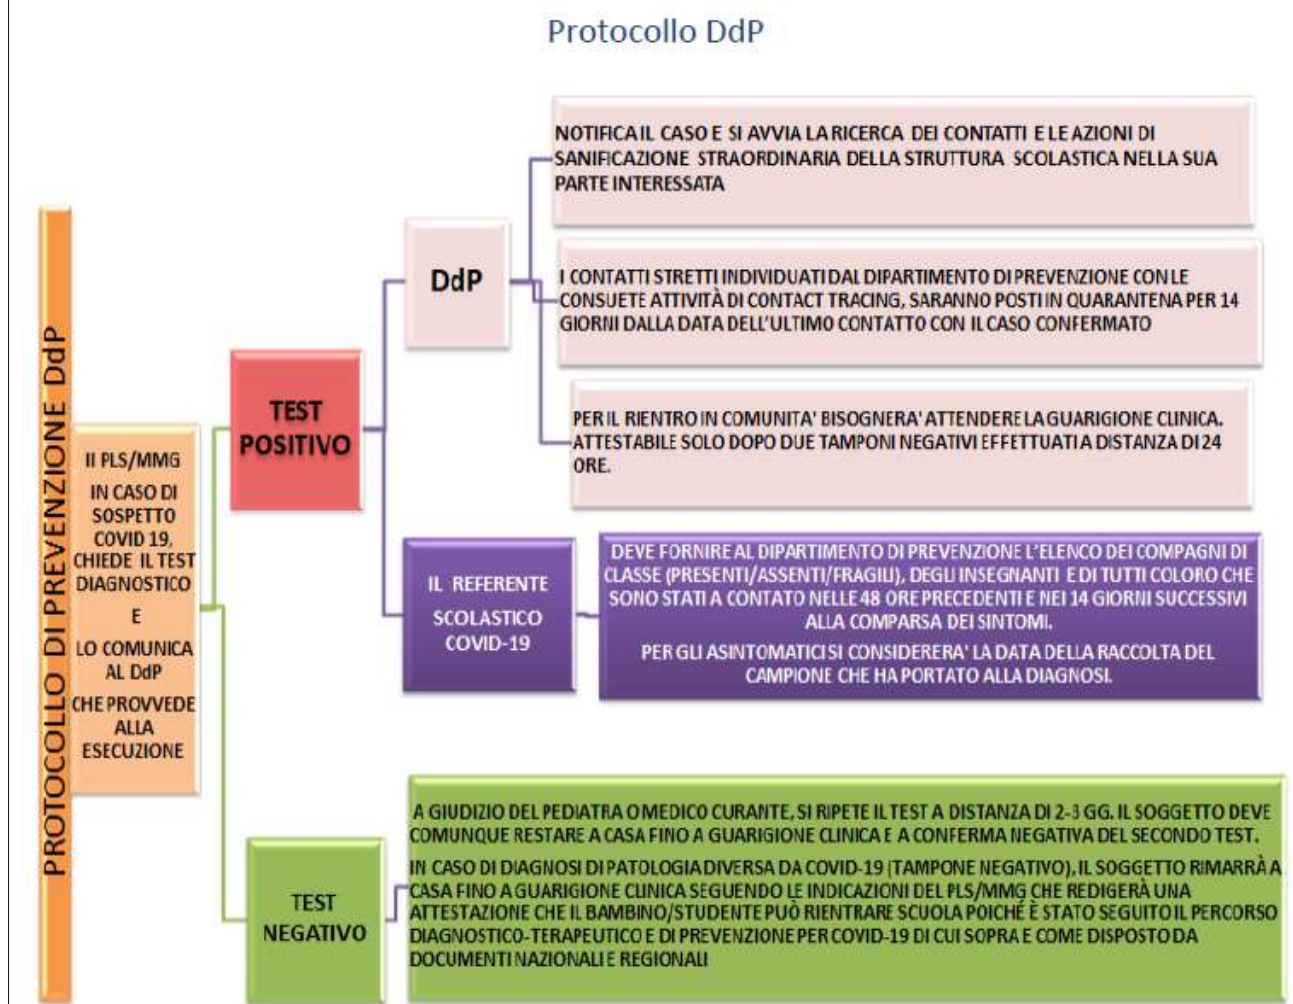 Protocollo DdP
PROTOCOLLO DI PREVENZIONE DdP
Il PLS/MMG
IN CASO DI
SOSPETTO
COVID 19,
CHIEDE IL TEST
DIAGNOSTICO
E
LO COMUNICA
AL DdP
CHE PROVVEDE
ALLA
ESECUZIONE
TEST
POSITIVO
DdP
NOTIFICA IL CASO E SI AVVIA LA RICERCA DEI CONTATTI E LE AZIONI DI
SANIFICAZIONE STRAORDINARIA DELLA STRUTTURA SCOLASTICA NELLA SUA
PARTE INTERESSATA
I CONTATTI STRETTI INDIVIDUATI DAL DIPARTIMENTO DI PREVENZIONE CON LE
CONSUETE ATTIVITÀ DI CONTACT TRACING, SARANNO POSTI IN QUARANTENA PER 14
GIORNI DALLA DATA DELL'ULTIMO CONTATTO CON IL CASO CONFERMATO
PER IL RIENTRO IN COMUNITA' BISOGNERA' ATTENDERE LA GUARIGIONE CLINICA.
ATTESTABILE SOLO DOPO DUE TAMPONI NEGATIVI EFFETTUATI A DISTANZA DI 24
ORE.
IL REFERENTE
SCOLASTICO
COVID-19
DEVE FORNIRE AL DIPARTIMENTO DI PREVENZIONE L'ELENCO DEI COMPAGNI DI
CLASSE (PRESENTI/ASSENTI/FRAGILI), DEGLI INSEGNANTI E DI TUTTI COLORO CHE
SONO STATI A CONTATO NELLE 48 ORE PRECEDENTI E NEI 14 GIORNI SUCCESSIVI
ALLA COMPARSA DEI SINTOMI.
PER GLI ASINTOMATICI SI CONSIDERERA' LA DATA DELLA RACCOLTA DEL
CAMPIONE CHE HA PORTATO ALLA DIAGNOSI.
TEST
NEGATIVO
A GIUDIZIO DEL PEDIATRA O MEDICO CURANTE, SI RIPETE IL TEST A DISTANZA DI 2-3 GG. IL SOGGETTO DEVE
COMUNQUE RESTARE A CASA FINO A GUARIGIONE CLINICA E A CONFERMA NEGATIVA DEL SECONDO TEST.
IN CASO DI DIAGNOSI DI PATOLOGIA DIVERSA DA COVID-19 (TAMPONE NEGATIVO), IL SOGGETTO RIMARRÀ A
CASA FINO A GUARIGIONE CLINICA SEGUENDO LE INDICAZIONI DEL PLS/MMG CHE REDIGERÀ UNA
ATTESTAZIONE CHE IL BAMBINO/STUDENTE PUÒ RIENTRARE SCUOLA POICHÉ È STATO SEGUITO IL PERCORSO
DIAGNOSTICO-TERAPEUTICO E DI PREVENZIONE PER COVID-19 DI CUI SOPRA E COME DISPOSTO DA
DOCUMENTI NAZIONALI E REGIONALI